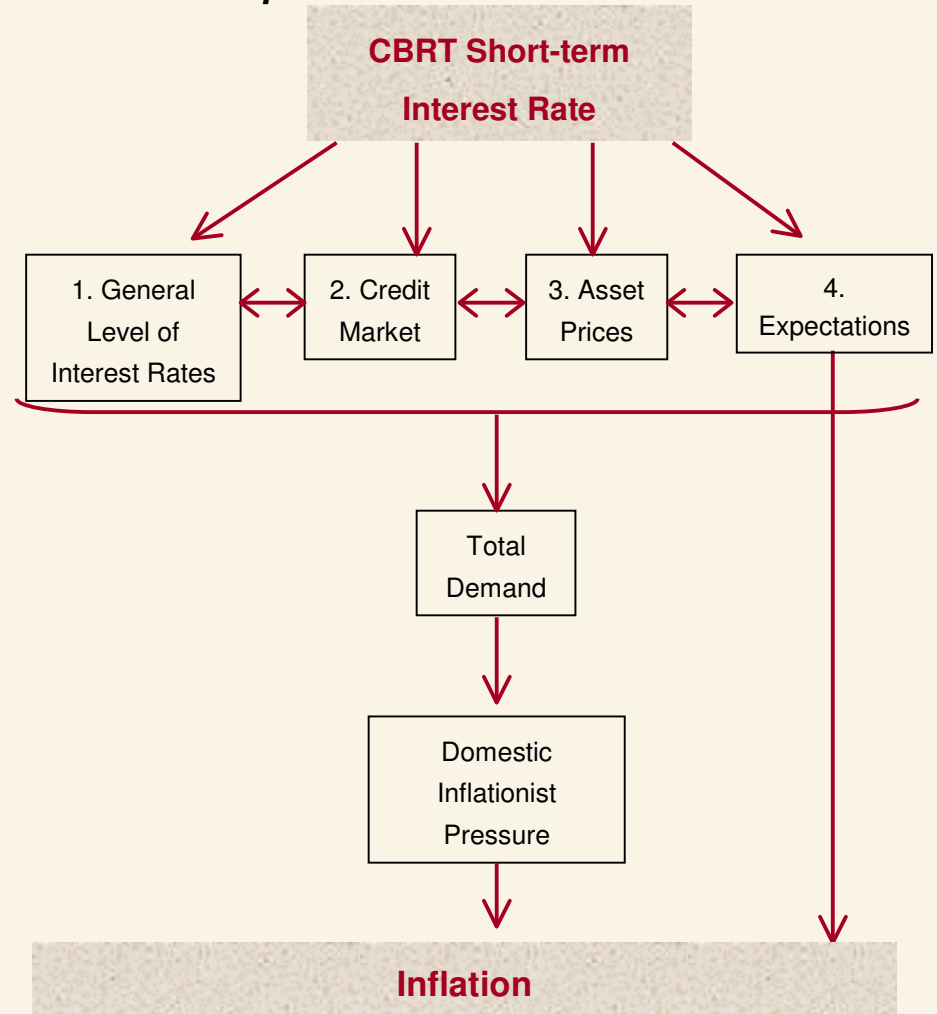 CBRT Short-term
Interest Rate
1. General
Level of
Interest Rates
2. Credit
Market
3. Asset
Prices
4.
Expectations
Total
Demand
Domestic
Inflationist
Pressure
Inflation